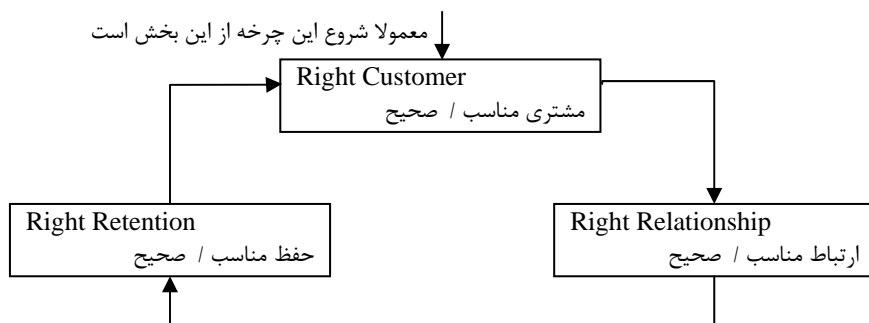 معمولا شروع این چرخه از این بخش است
Right Customer
مشتری مناسب / صحیح
Right Retention
حفظ مناسب / صحیح
Right Relationship
ارتباط مناسب / صحیح